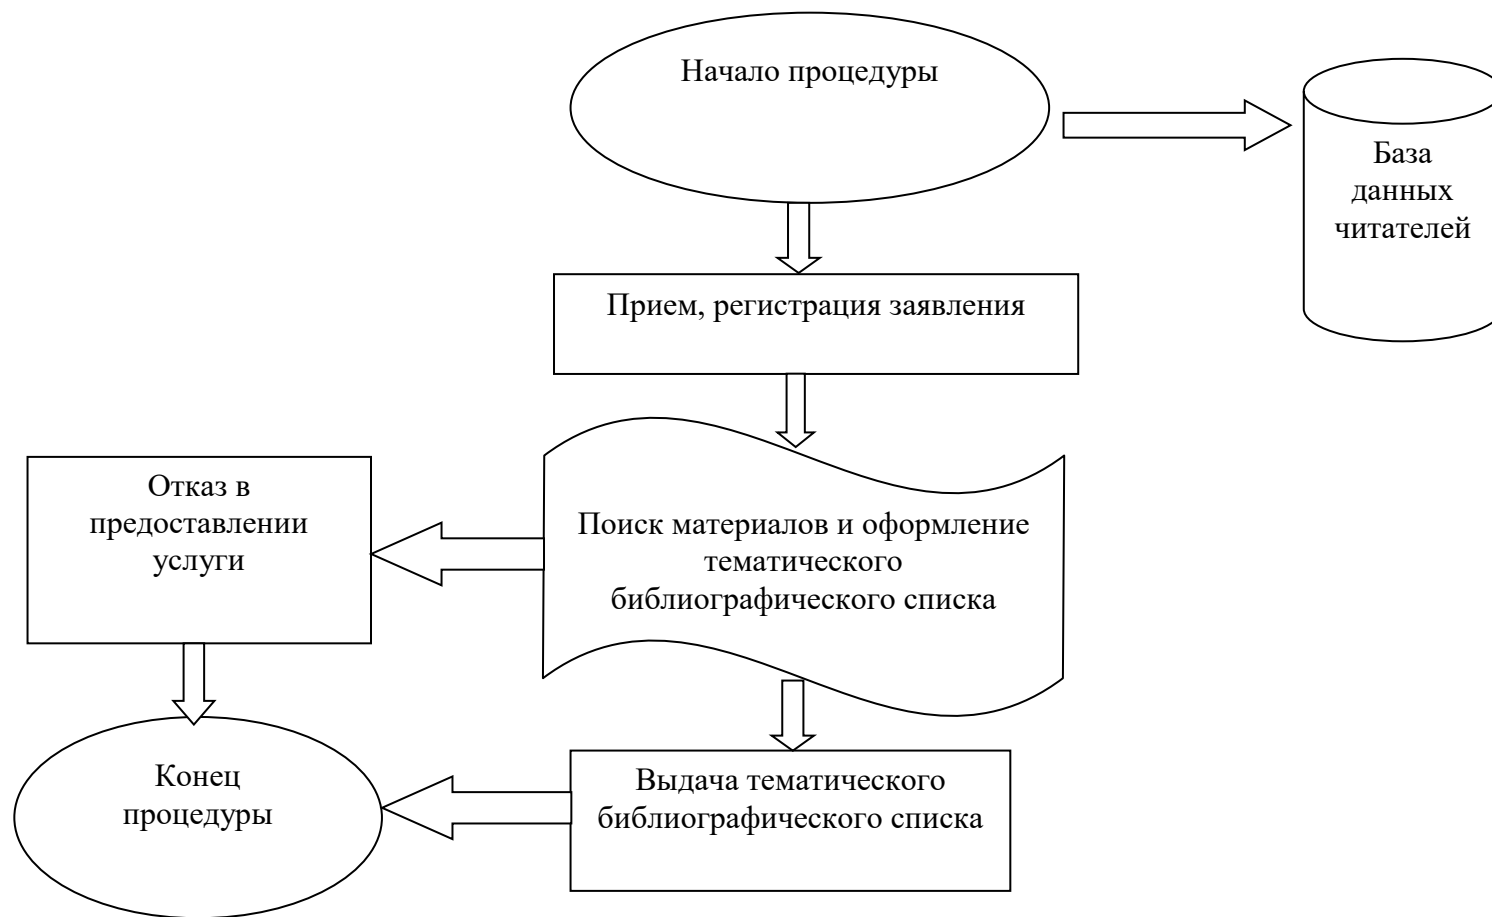 Начало процедуры
База
данных
читателей
Прием, регистрация заявления
Отказ в
предоставлении
услуги
Поиск материалов и оформление
тематического
библиографического списка
Конец
процедуры
Выдача тематического
библиографического списка